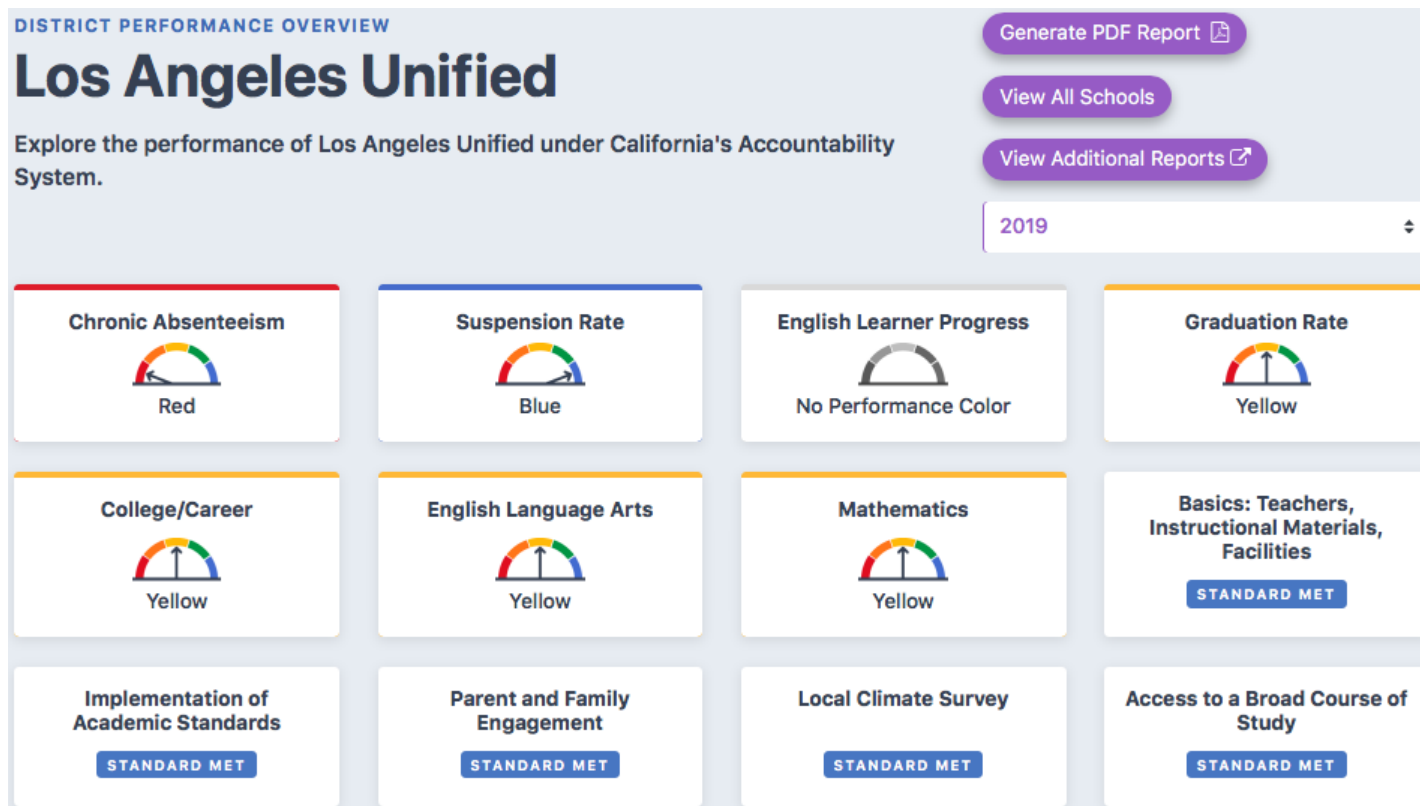 DISTRICT PERFORMANCE OVERVIEW
Los Angeles Unified
Explore the performance of Los Angeles Unified under California's Accountability
System.
Generate PDF Report
View All Schools
View Additional Reports
2019
Chronic Absenteeism
Red
Suspension Rate
Blue
English Learner Progress
No Performance Color
Graduation Rate
Yellow
College/Career
Yellow
English Language Arts
Yellow
Mathematics
Yellow
Basics: Teachers,
Instructional Materials,
Facilities
STANDARD MET
Implementation of
Academic Standards
STANDARD MET
Parent and Family
Engagement
STANDARD MET
Local Climate Survey
STANDARD MET
Access to a Broad Course of
Study
STANDARD MET